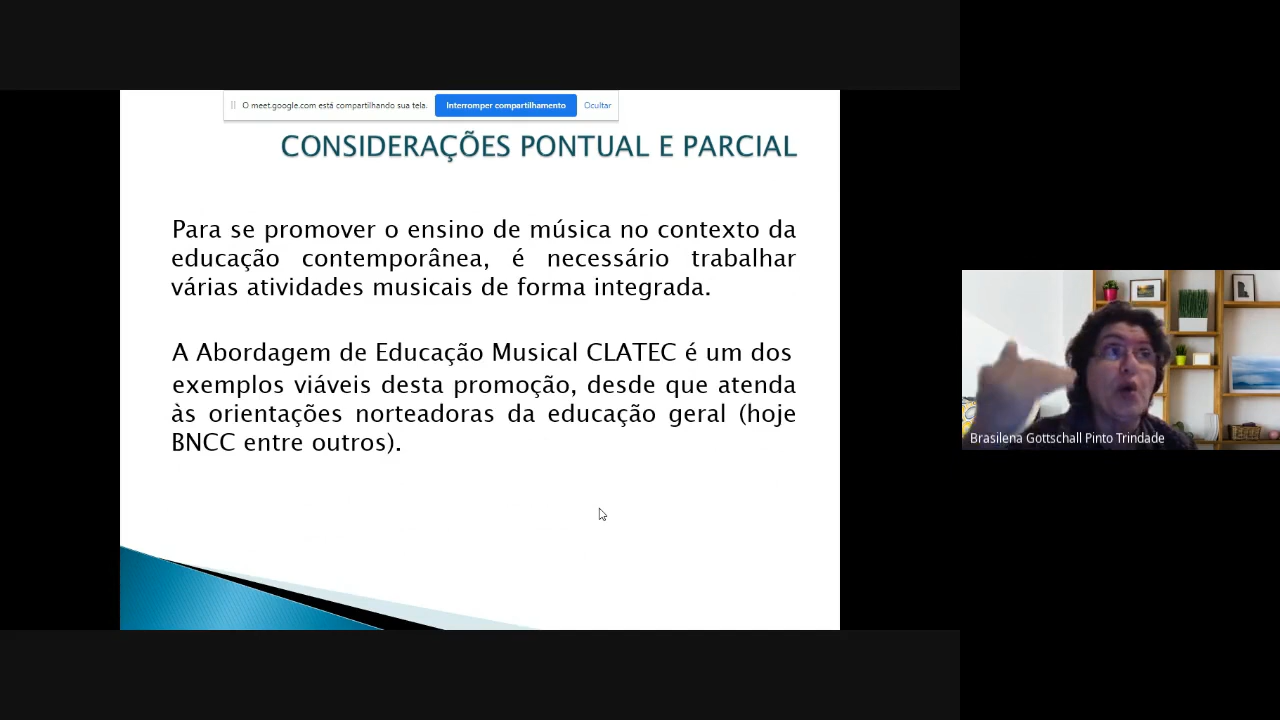 O meet.google.com está compartilhando sua tela. Interromper compartilhamento Ocultar
CONSIDERAÇÕES PONTUAL E PARCIAL
Para se promover o ensino de música no contexto da
educação contemporânea, é necessário trabalhar
várias atividades musicais de forma integrada.
A Abordagem de Educação Musical CLATEC é um dos
exemplos viáveis desta promoção, desde que atenda
às orientações norteadoras da educação geral (hoje
BNCC entre outros).
Brasilena Gottschall Pinto Trindade